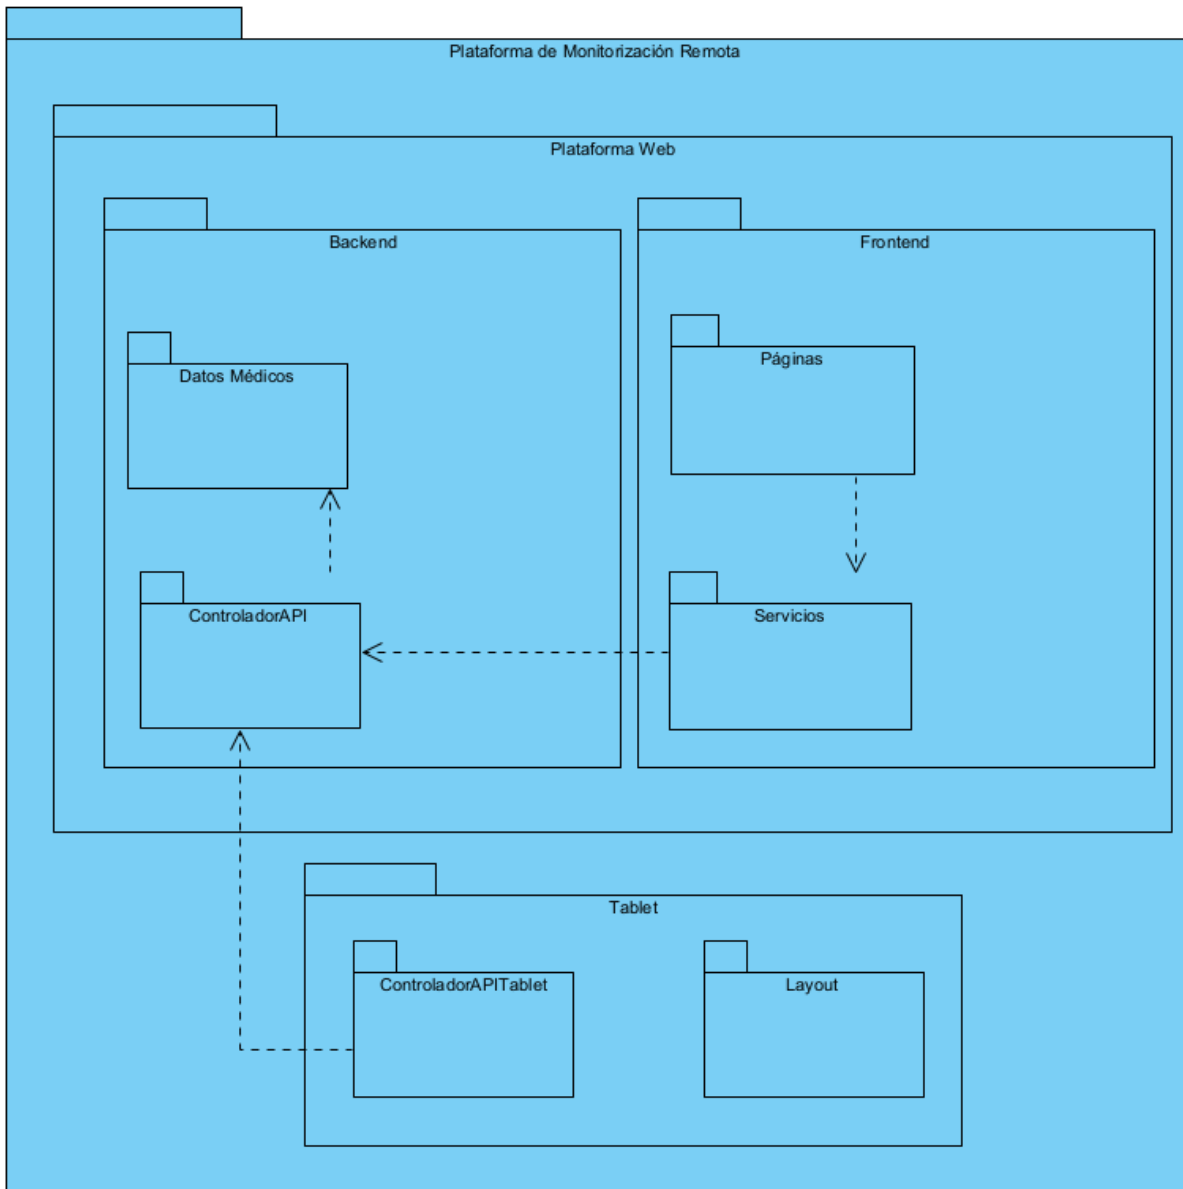 Plataforma de Monitorización Remota
Plataforma Web
Backend
Frontend
Datos Médicos
Páginas
ControladorAPI
Servicios
Tablet
ControladorAPITablet
Layout